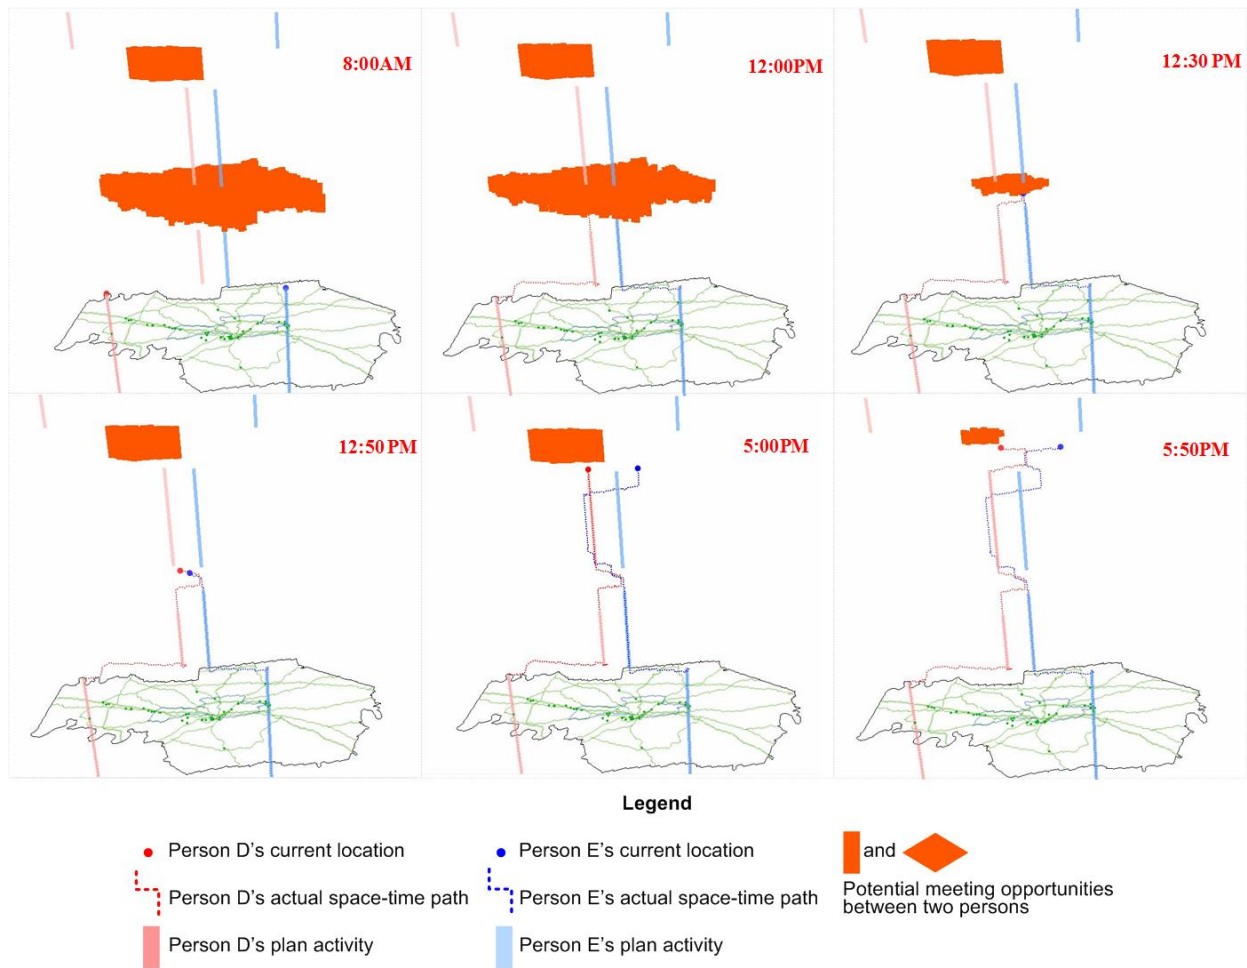 8:00AM
12:00PM
12:30 PM
12:50 PM
5:00PM
5:50PM
Legend
Person D's current location
Person E's current location
and
Person D's actual space-time path
Person E's actual space-time path
Potential meeting opportunities
between two persons
Person D's plan activity
Person E's plan activity